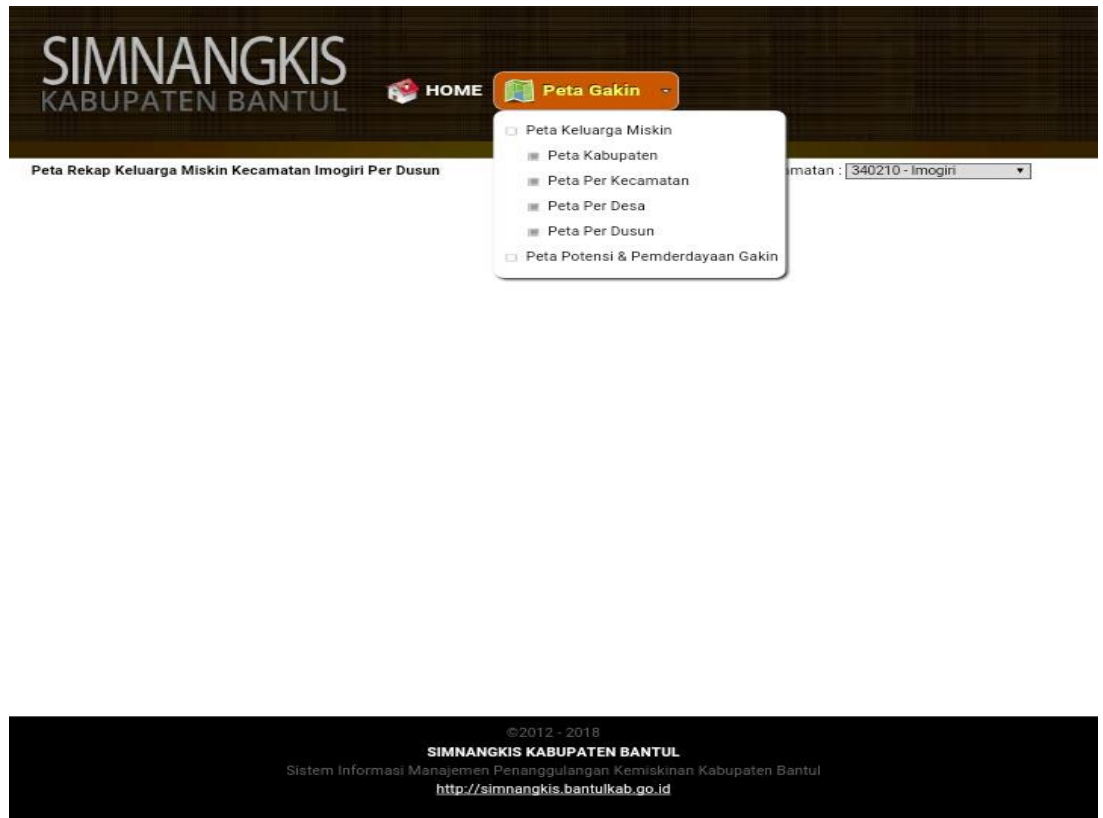 SIMNANGKIS
KABUPATEN BANTUL
HOME
Peta Gakin
Peta Keluarga Miskin
Peta Kabupaten
Peta Per Kecamatan
Peta Per Desa
Peta Per Dusun
Peta Potensi & Pemderdayaan Gakin
Peta Rekap Keluarga Miskin Kecamatan Imogiri Per Dusun
matan : 340210 - Imogiri
©2012 - 2018
SIMNANGKIS KABUPATEN BANTUL
Sistem Informasi Manajemen Penanggulangan Kemiskinan Kabupaten Bantul
http://simnangkis.bantulkab.go.id